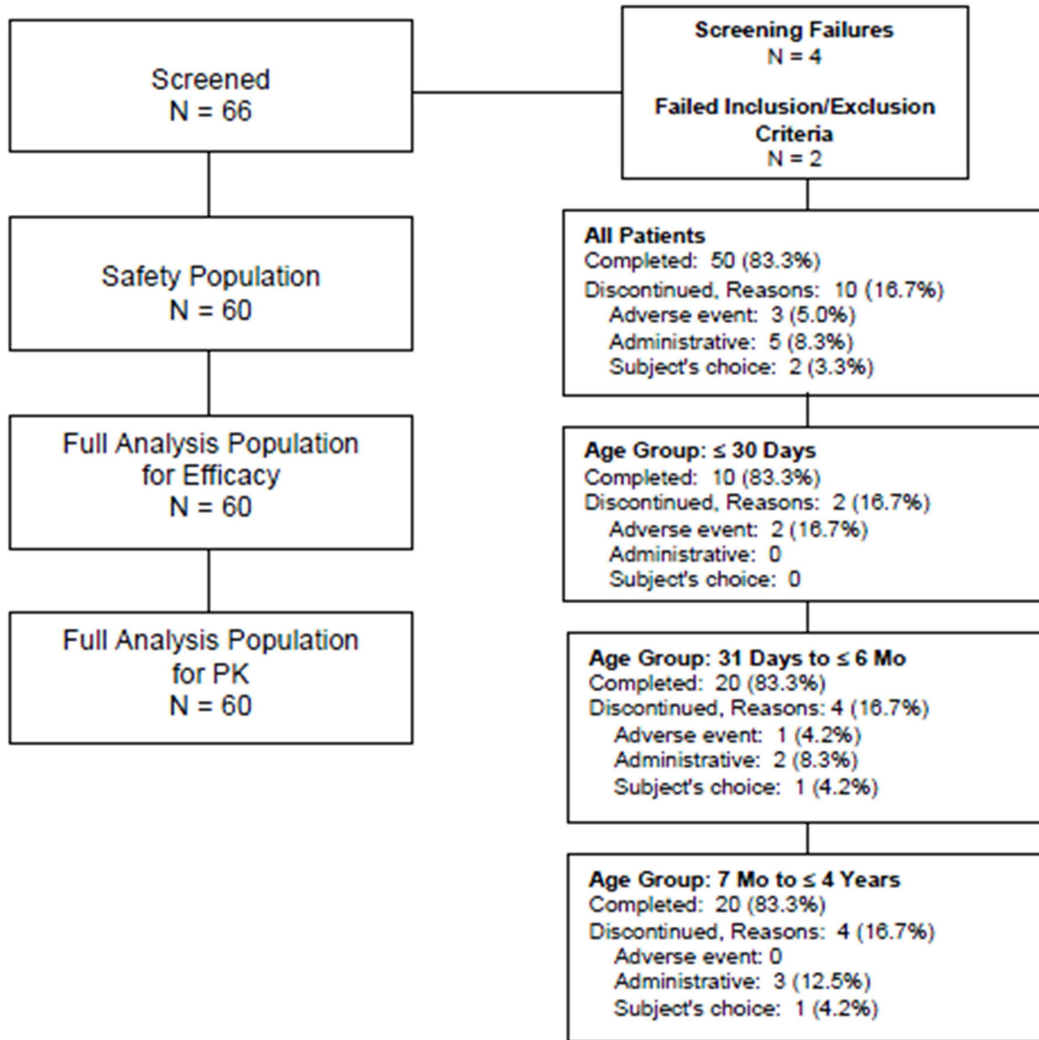 Screened
N = 66
Screening Failures
N = 4
Failed Inclusion/Exclusion
Criteria
N = 2
Safety Population
N = 60
Full Analysis Population
for Efficacy
N = 60
Full Analysis Population
for PK
N = 60
All Patients
Completed: 50 (83.3%)
Discontinued, Reasons: 10 (16.7%)
Adverse event: 3 (5.0%)
Administrative: 5 (8.3%)
Subject's choice: 2 (3.3%)
Age Group: ≤ 30 Days
Completed: 10 (83.3%)
Discontinued, Reasons: 2 (16.7%)
Adverse event: 2 (16.7%)
Administrative: 0
Subject's choice: 0
Age Group: 31 Days to ≤ 6 Mo
Completed: 20 (83.3%)
Discontinued, Reasons: 4 (16.7%)
Adverse event: 1 (4.2%)
Administrative: 2 (8.3%)
Subject's choice: 1 (4.2%)
Age Group: 7 Mo to ≤ 4 Years
Completed: 20 (83.3%)
Discontinued, Reasons: 4 (16.7%)
Adverse event: 0
Administrative: 3 (12.5%)
Subject's choice: 1 (4.2%)